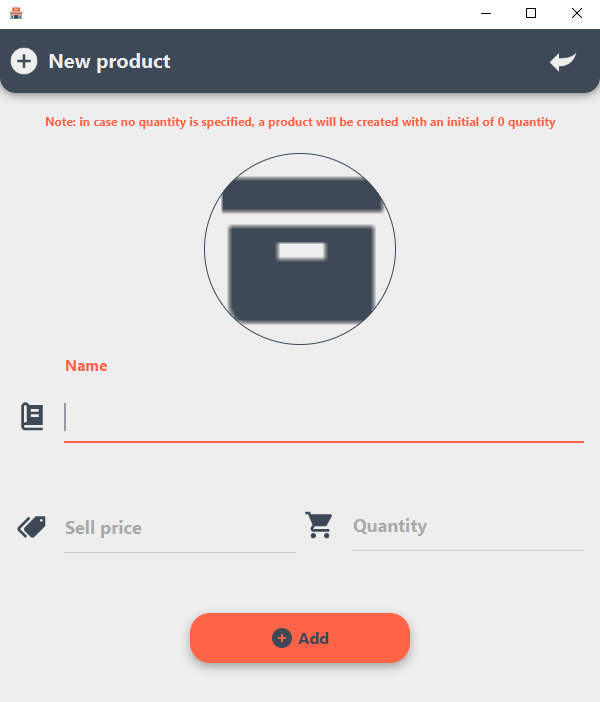 New product
Note: in case no quantity is specified, a product will be created with an initial of 0 quantity
Name
Sell price
Quantity
Add